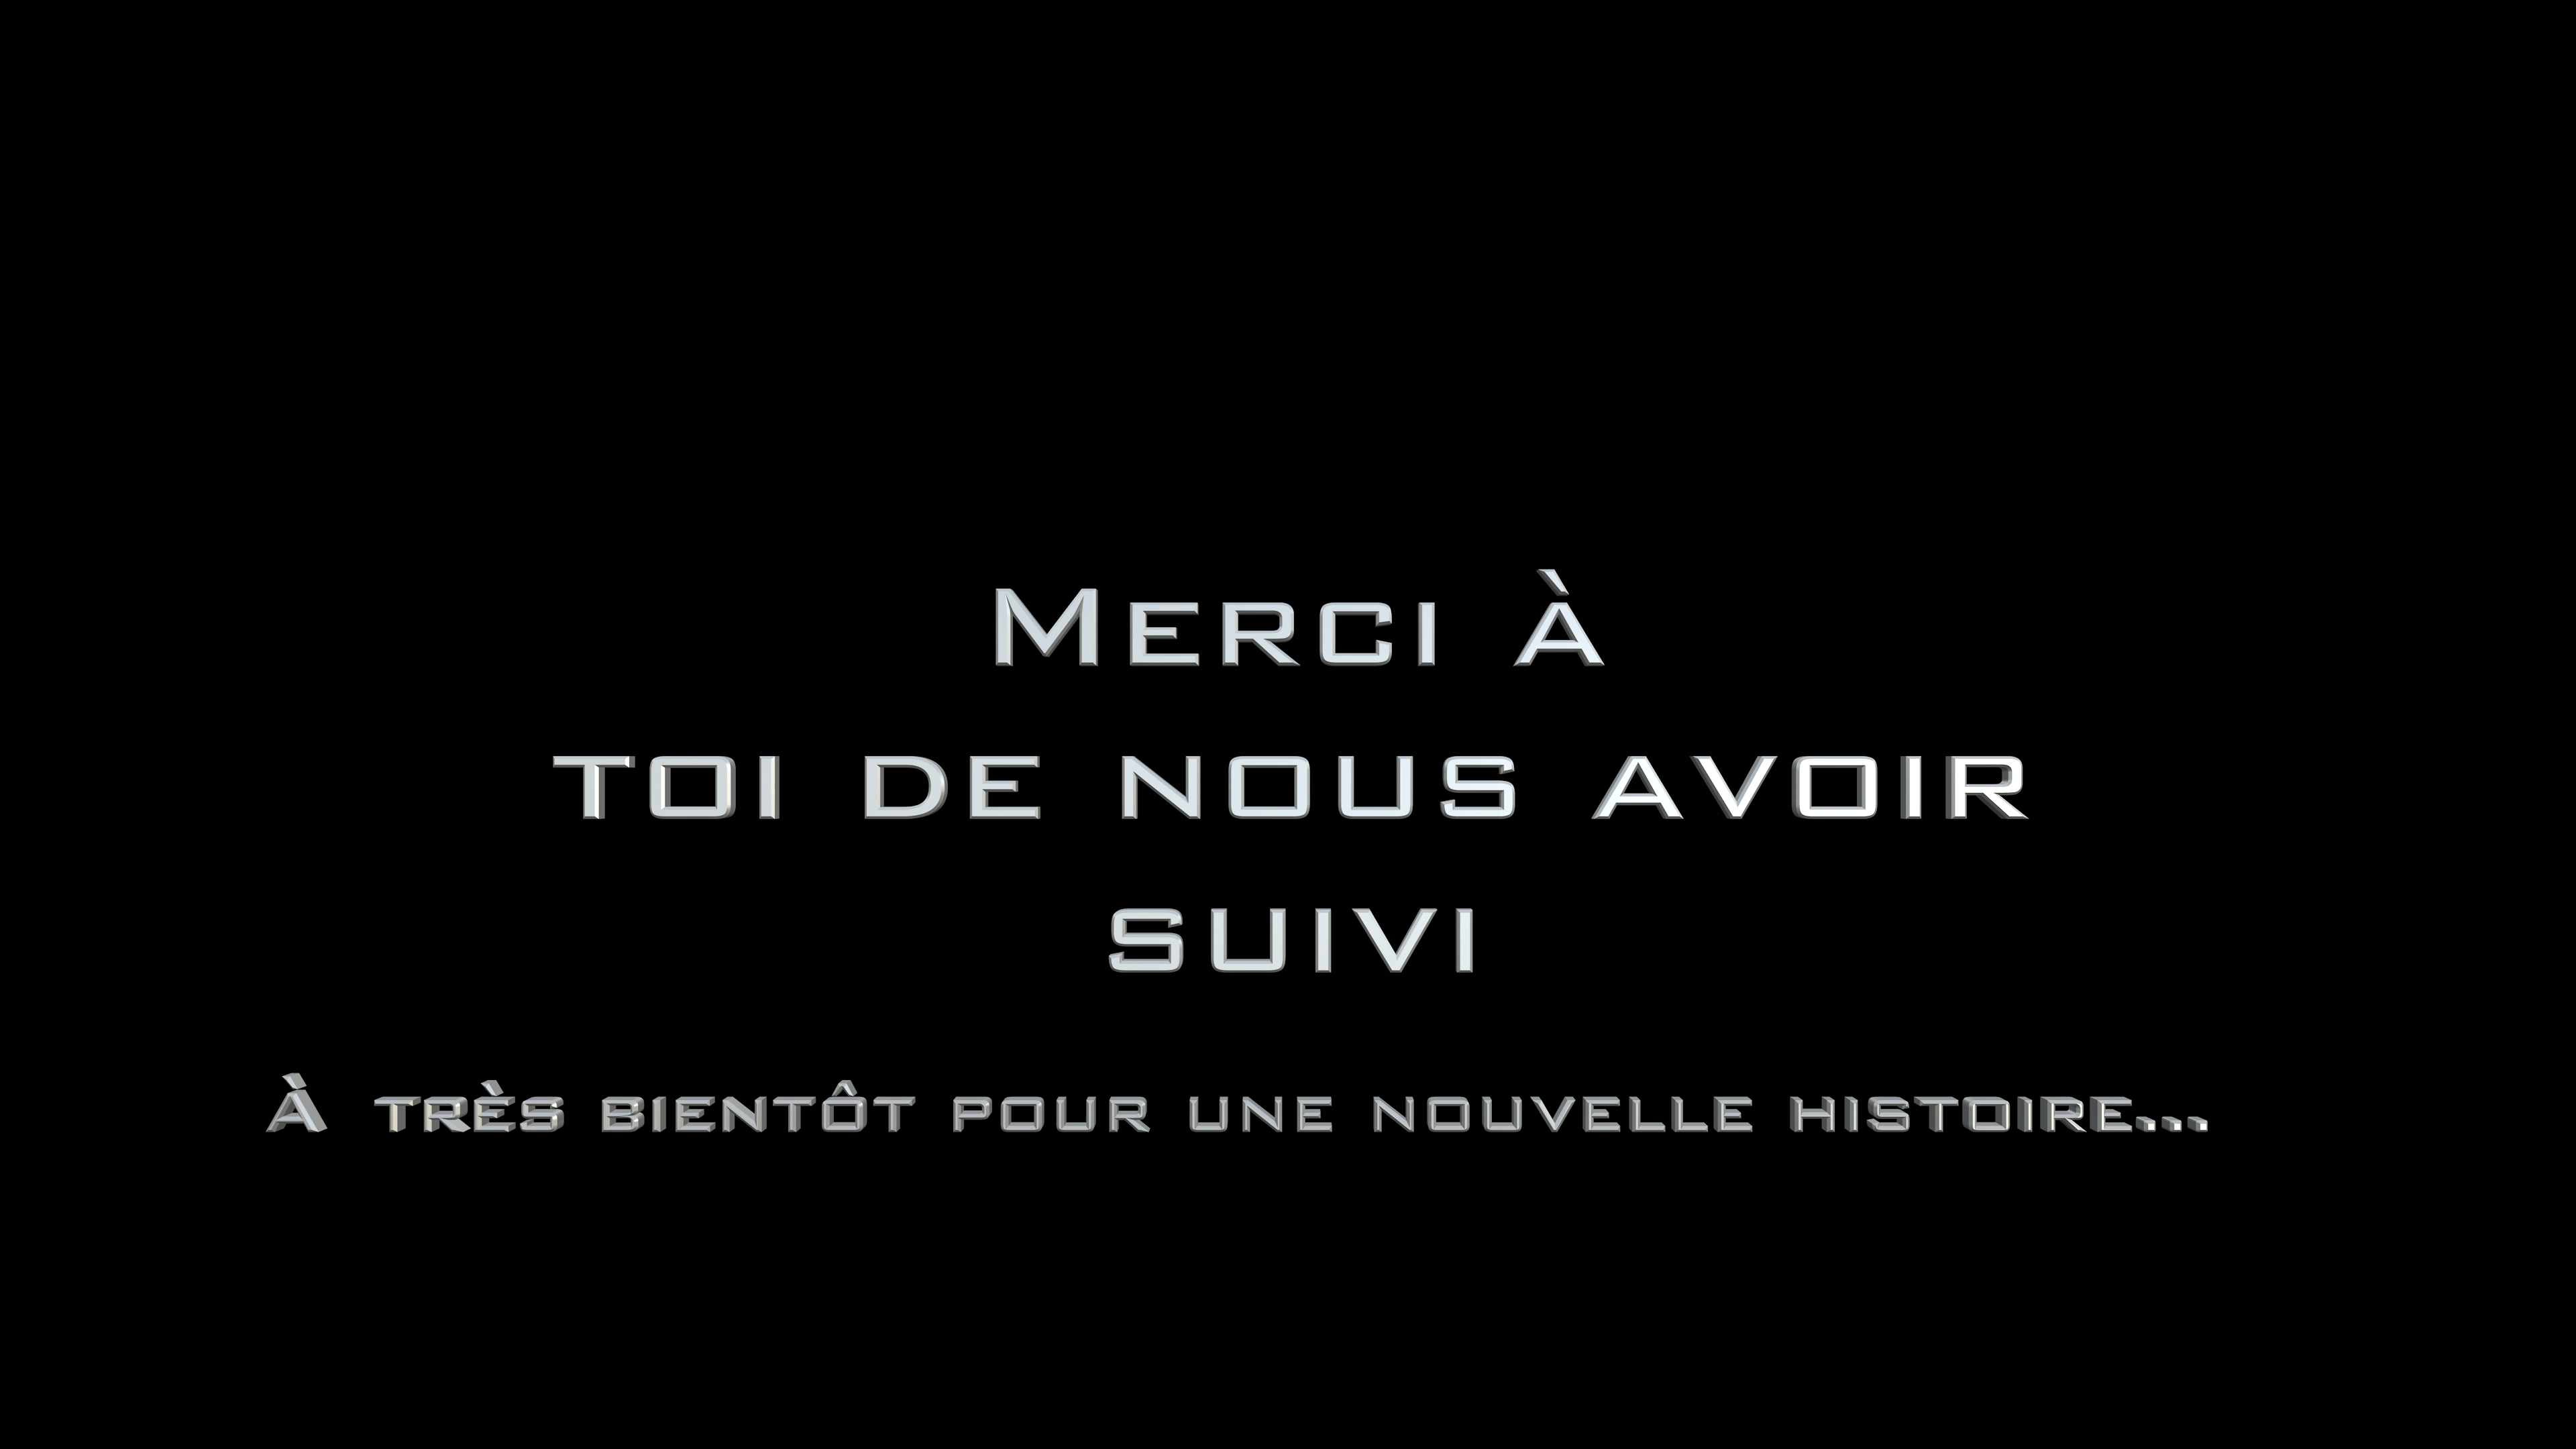 Merci à
toi de nous avoir
suivi
À très bientôt pour une nouvelle histoire...